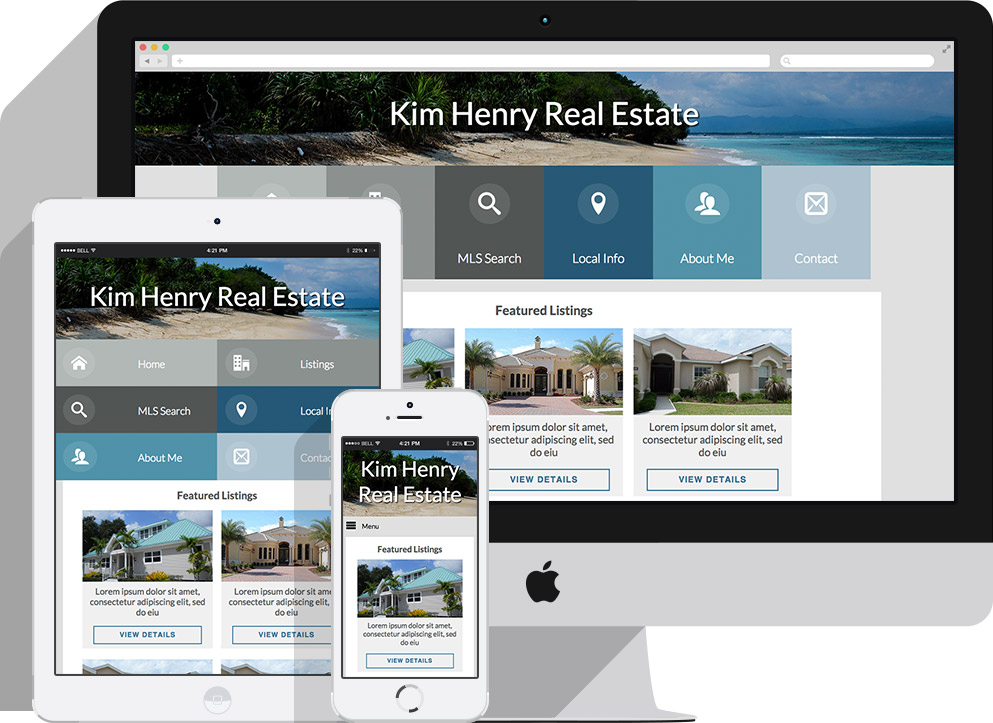 Kim Henry Real Estate
MLS Search
Local Info
About Me
Contact
Featured Listings
Lorem ipsum dolor sit amet,
consectetur adipiscing elit, sed
do eiu
VIEW DETAILS
Lorem ipsum dolor sit amet,
consectetur adipiscing elit, sed
do eiu
VIEW DETAILS
BELL
4:21 PM
22%
Kim Henry Real Estate
Home
Listings
MLS Search
Local
About Me
Contac
Featured Listings
Lorem ipsum dolor sit amet,
consectetur adipiscing elit, sed
do eiu
VIEW DETAILS
Lorem ipsum dolor sit ame
consectetur adipiscing elit
do eiu
VIEW DETAILS
BELL
4:21 PM
22%
Kim Henry
Real Estate
Menu
Featured Listings
Lorem ipsum dolor sit amet,
consectetur adipiscing elit, sed
do eiu
VIEW DETAILS